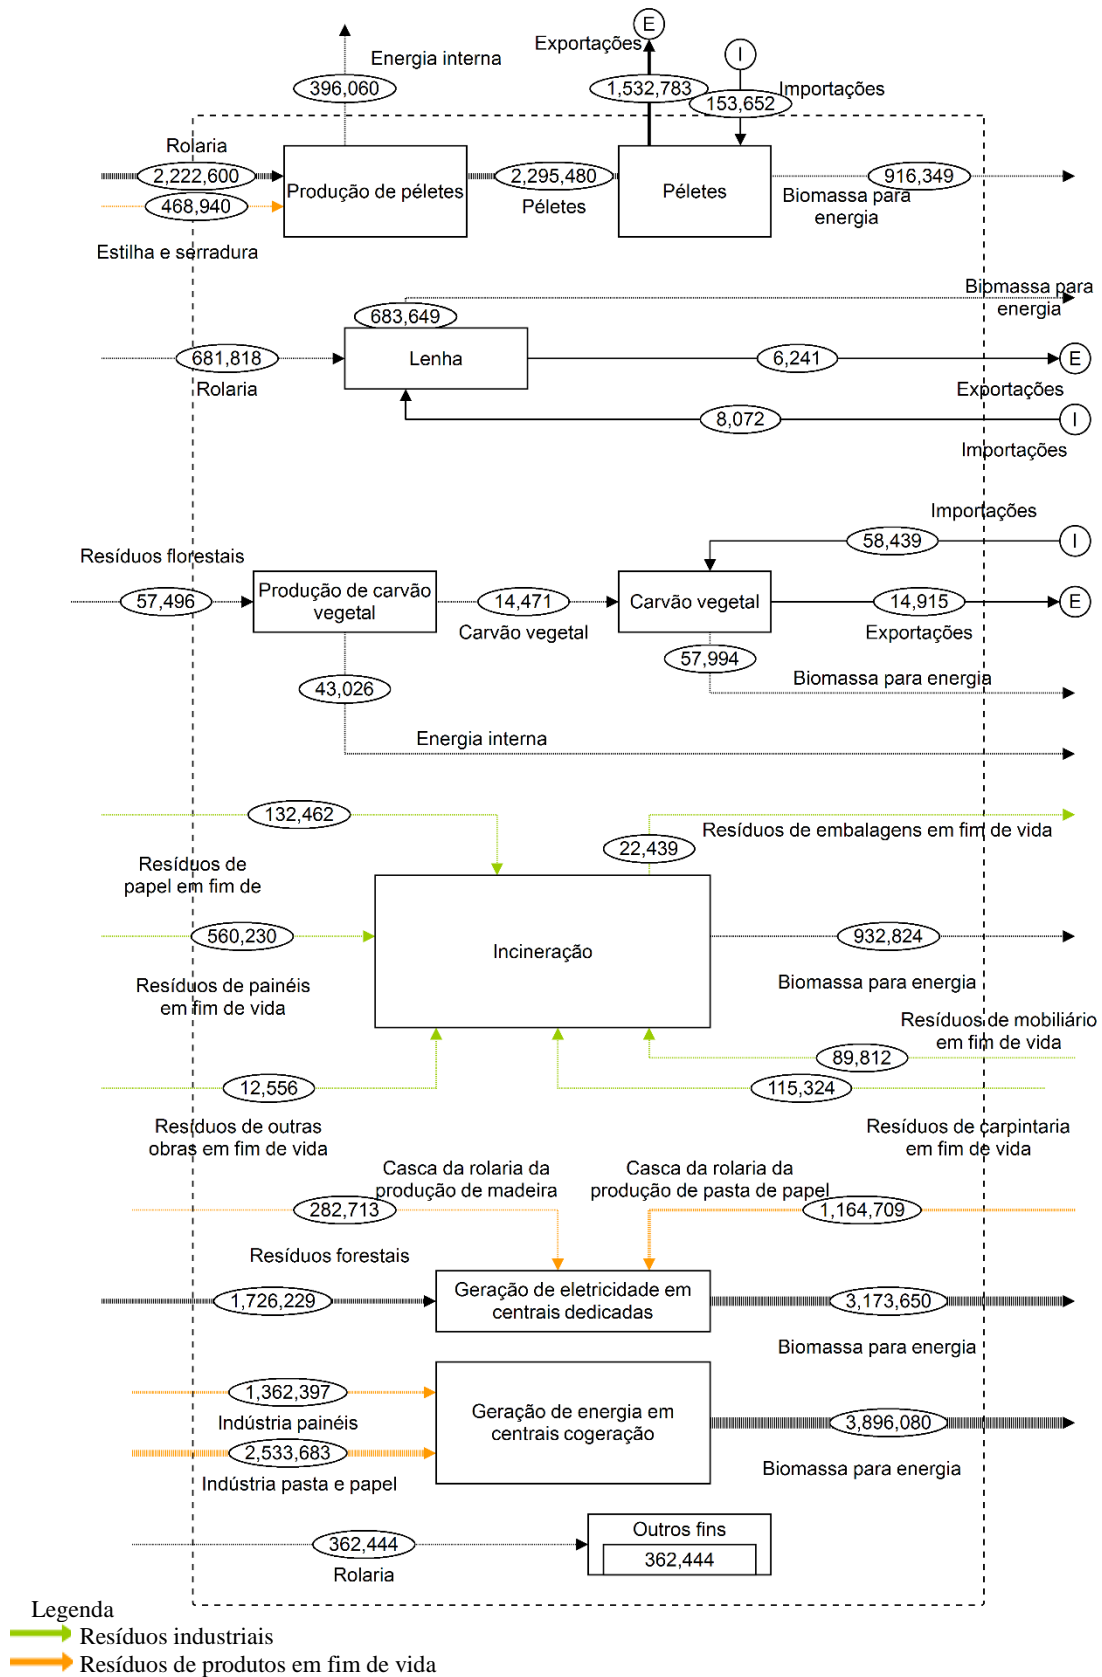 E
Exportações
Energia interna
I
396,060
1,532,783
Importações
153,652
Rolaria
2,222,600
Produção de péletes
2,295,480
Péletes
Péletes
916,349
Biomassa para
energia
468,940
Estilha e serradura
Biomassa para
energia
683,649
681,818
Rolaria
Lenha
6,241
E
Exportações
8,072
I
Importações
Importações
58,439
I
Resíduos florestais
57,496
Produção de carvão
vegetal
14,471
Carvão vegetal
Carvão vegetal
14,915
E
Exportações
57,994
Biomassa para energia
43,026
Energia interna
132,462
Resíduos de embalagens em fim de vida
22,439
Resíduos de
papel em fim de
560,230
Incineração
932,824
Resíduos de painéis
em fim de vida
Biomassa para energia
Resíduos de mobiliário
em fim de vida
89,812
12,556
115,324
Resíduos de outras
obras em fim de vida
Resíduos de carpintaria
em fim de vida
Casca da rolaria da
produção de madeira
Casca da rolaria da
produção de pasta de papel
282,713
1,164,709
Resíduos forestais
1,726,229
Geração de eletricidade em
centrais dedicadas
3,173,650
Biomassa para energia
1,362,397
Indústria painéis
Geração de energia em
centrais cogeração
3,896,080
2,533,683
Indústria pasta e papel
Biomassa para energia
362,444
Rolaria
Outros fins
362,444
Legenda
Resíduos industriais
Resíduos de produtos em fim de vida